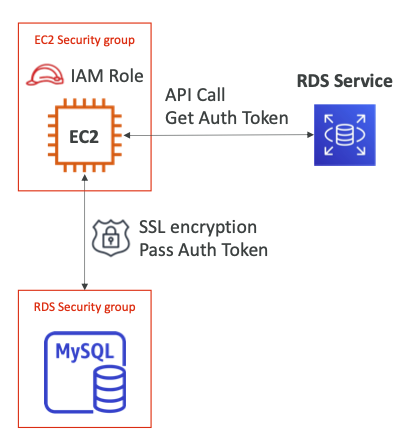 EC2 Security group
IAM Role
EC2
API Call
Get Auth Token
RDS Service
SSL encryption
Pass Auth Token
RDS Security group
MySQL